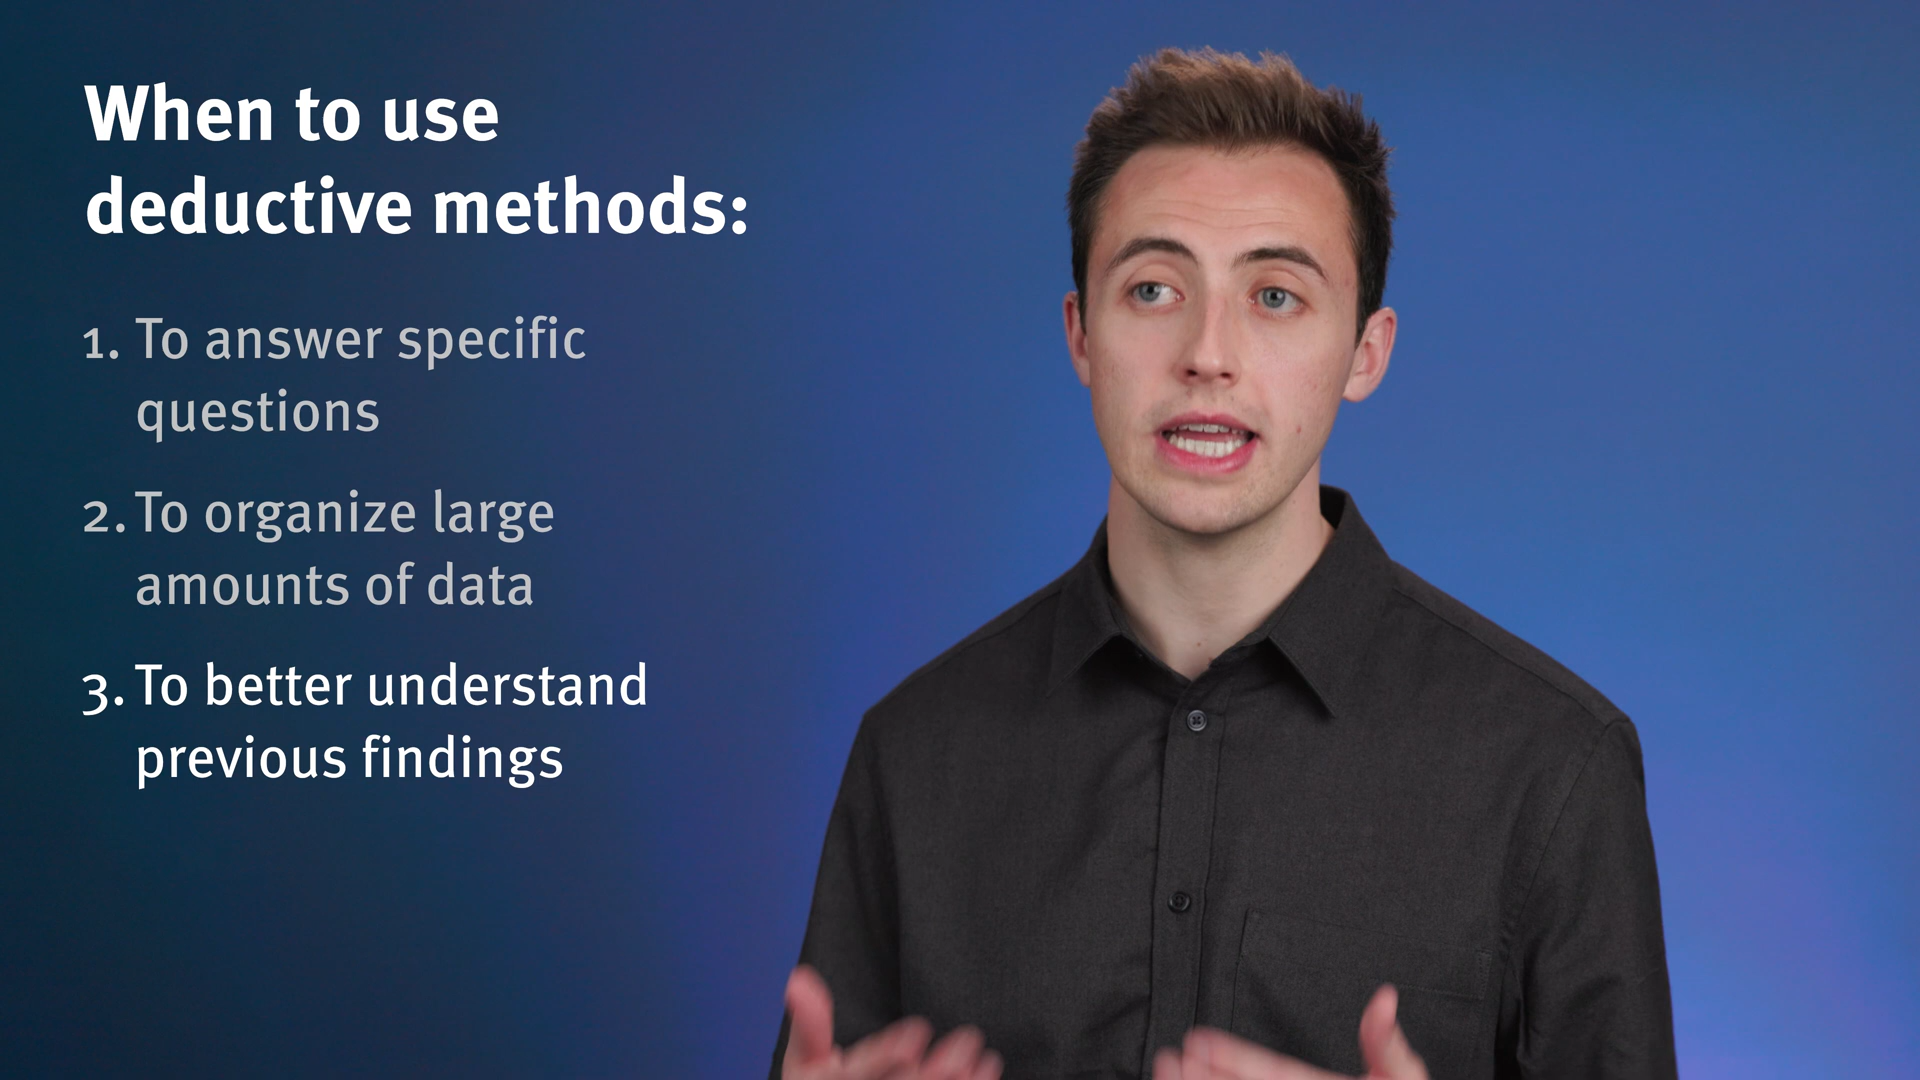 When to use
deductive methods:
1. To answer specific
questions
2. To organize large
amounts of data
3. To better understand
previous findings